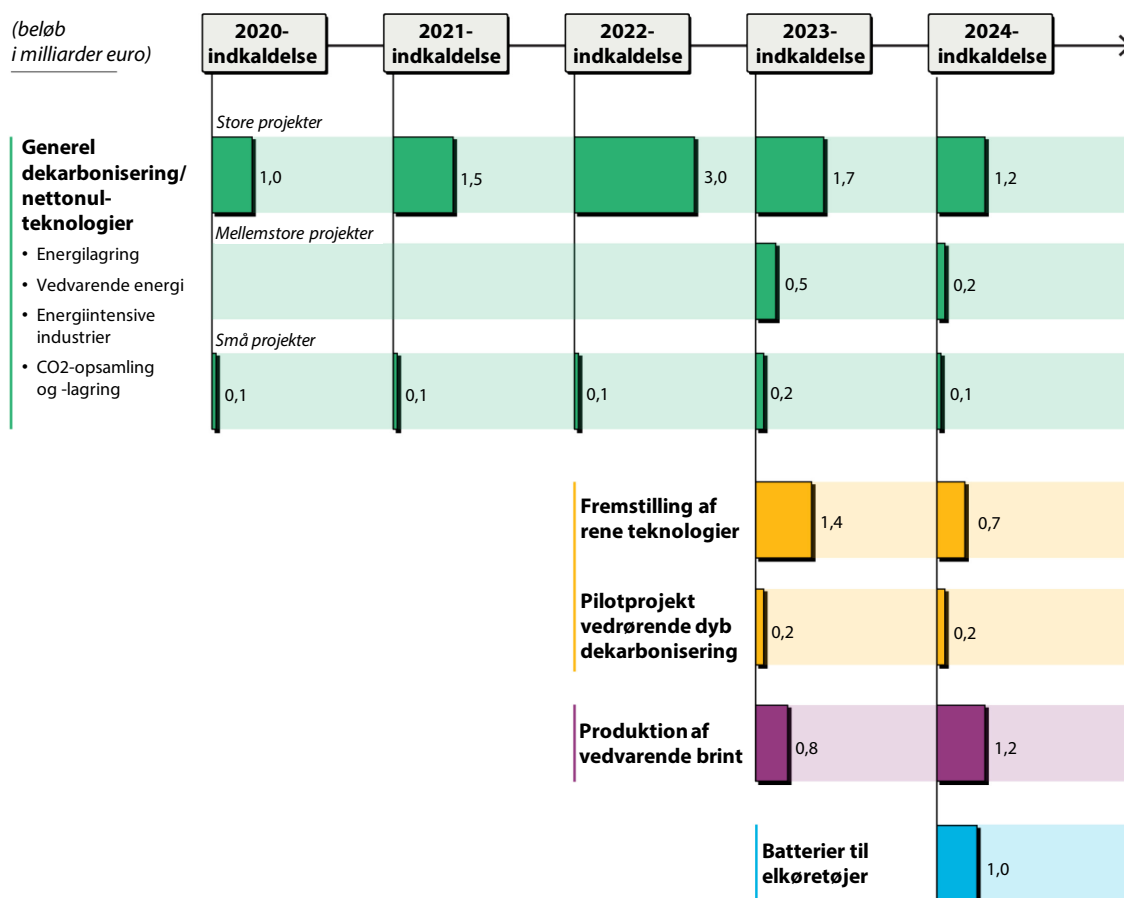 (beløb
i milliarder euro)
2020-
indkaldelse
2021-
indkaldelse
2022-
indkaldelse
2023-
indkaldelse
2024-
indkaldelse
Generel
dekarbonisering/
nettonul-
teknologier
• Energilagring
• Vedvarende energi
• Energiintensive
industrier
• CO2-opsamling
og -lagring
Store projekter
1,0
1,5
3,0
1,7
1,2
Mellemstore projekter
0,5
0,2
Små projekter
0,1
0,1
0,1
0,2
0,1
Fremstilling af
rene teknologier
1,4
0,7
Pilotprojekt
vedrørende dyb
dekarbonisering
0,2
0,2
Produktion af
vedvarende brint
0,8
1,2
Batterier til
elkøretøjer
1,0